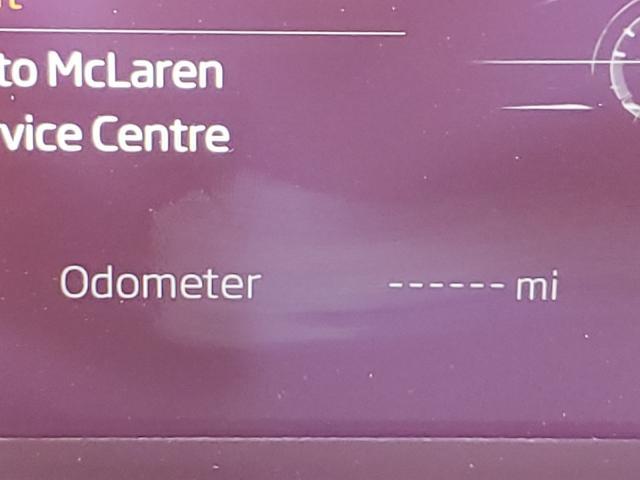 to McLaren
vice Centre
Odometer ------ mi